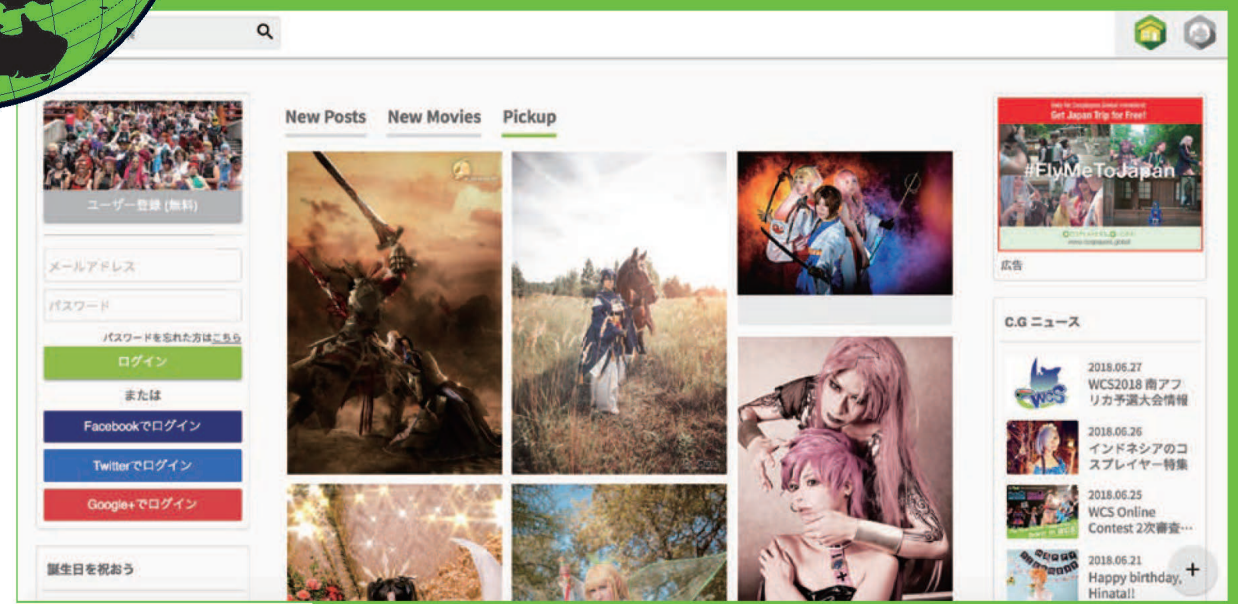 New Posts New Movies Pickup
ユーザー登録 (無料)
メールアドレス
パスワード
パスワードを忘れた方はこちら
ログイン
または
Facebookでログイン
Twitterでログイン
Google+でログイン
誕生日を祝おう
Get Japan Trip for Free!
#FlyMeToJapan
広告
C.G ニュース
WCS
2018.06.27
WCS2018 南アフ
リカ予選大会情報
2018.06.26
インドネシアのコ
スプレイヤー特集
2018.06.25
WCS Online
Contest 2次審査…
2018.06.21
Happy birthday,
Hinata!!
+